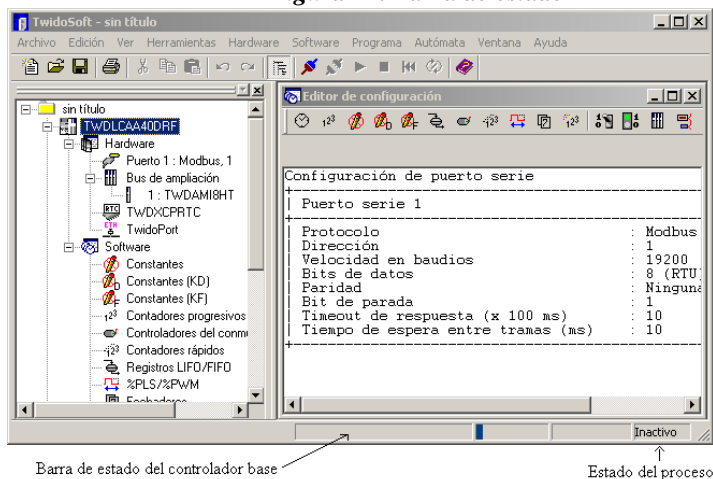 TwidoSoft - sin título
Archivo Edición Ver Herramientas Hardware Software Programa Autómata Ventana Ayuda
sin título
TWDLCAA40DRF
Hardware
Puerto 1 : Modbus, 1
Bus de ampliación
1 : TWDAMI8HT
TWDXCPRTC
TwidoPort
Software
Constantes
Constantes (KD)
Constantes (KF)
Contadores progresivos
Controladores del conmu
Contadores rápidos
Registros LIFO/FIFO
%PLS/%PWM
Editor de configuración
Configuración de puerto serie
Puerto serie 1
Protocolo : Modbus
Dirección : 1
Velocidad en baudios : 19200
Bits de datos : 8 (RTU)
Paridad : Ninguna
Bit de parada : 1
Timeout de respuesta (x 100 ms) : 10
Tiempo de espera entre tramas (ms) : 10
Inactivo
Barra de estado del controlador base
Estado del proceso